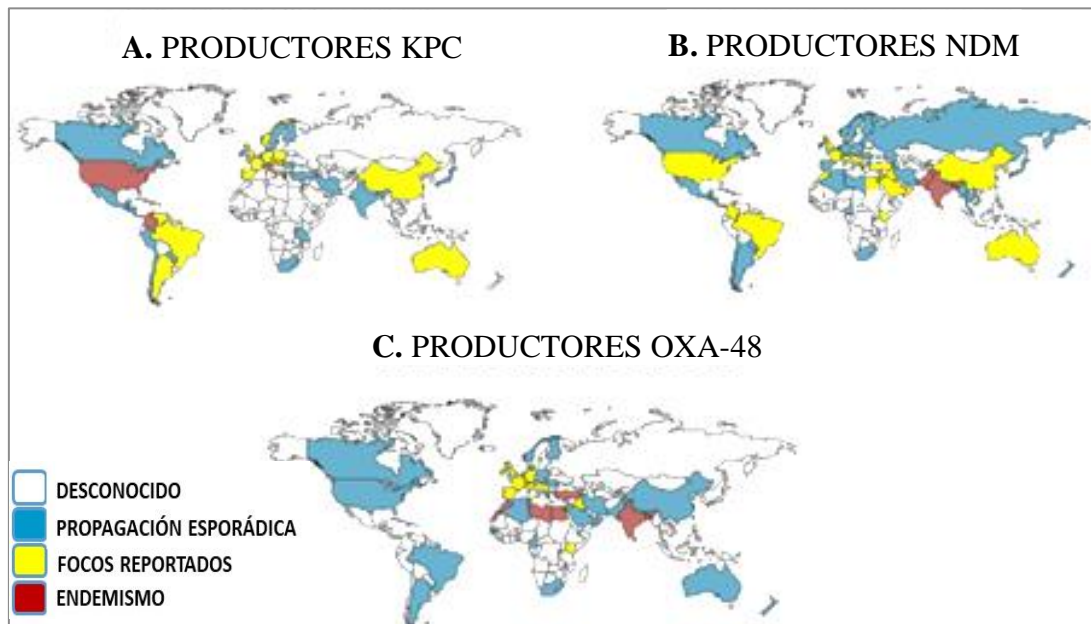 A. PRODUCTORES KPC
B. PRODUCTORES NDM
C. PRODUCTORES OXA-48
DESCONOCIDO
PROPAGACIÓN ESPORÁDICA
FOCOS REPORTADOS
ENDEMISMO